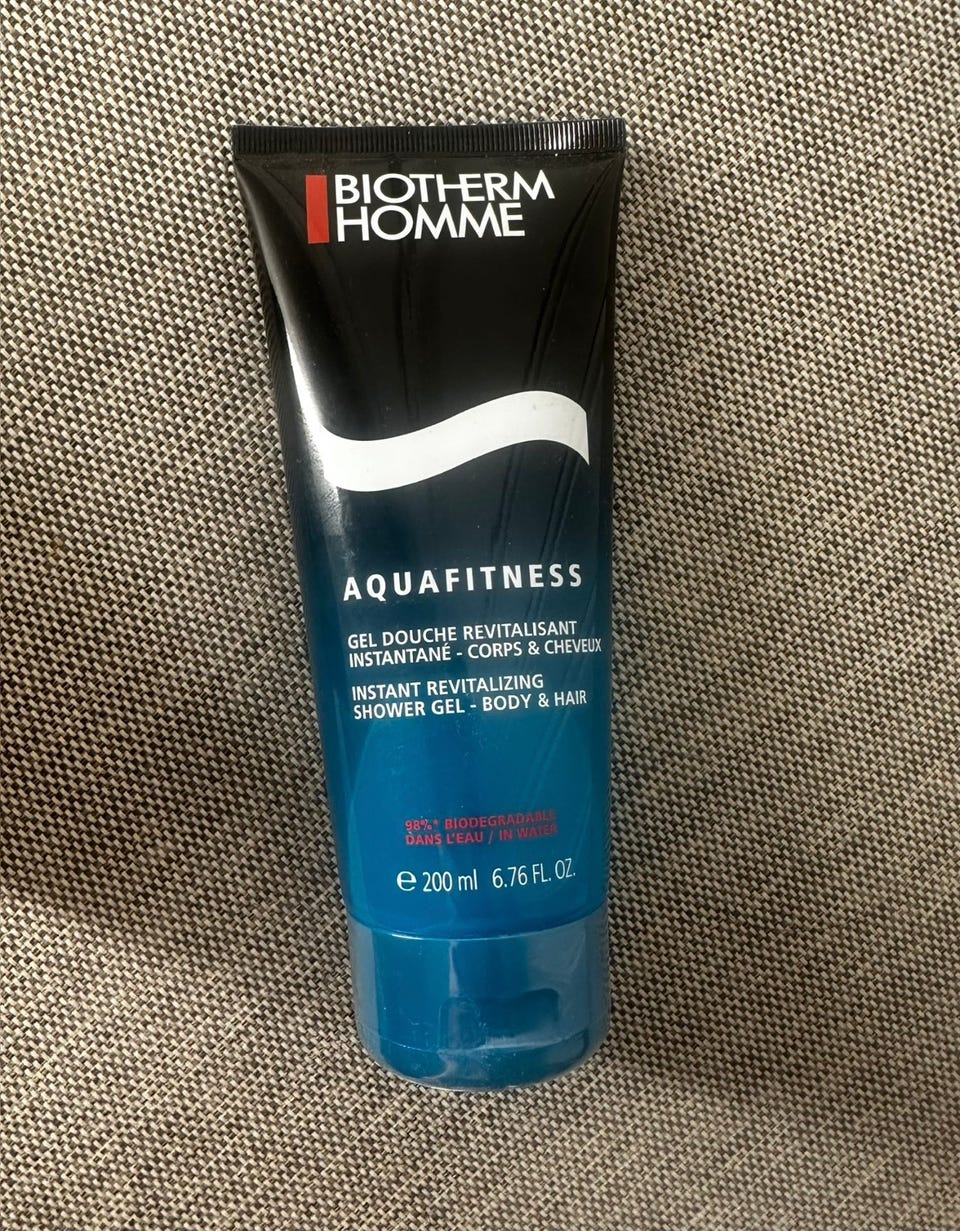 BIOTHERM
HOMME
AQUAFITNESS
GEL DOUCHE REVITALISANT
INSTANTANÉ - CORPS & CHEVEUX
INSTANT REVITALIZING
SHOWER GEL - BODY & HAIR
98%* BIODEGRADABLE
DANS L'EAU / IN WATER
℮ 200 ml 6.76 FL. OZ.